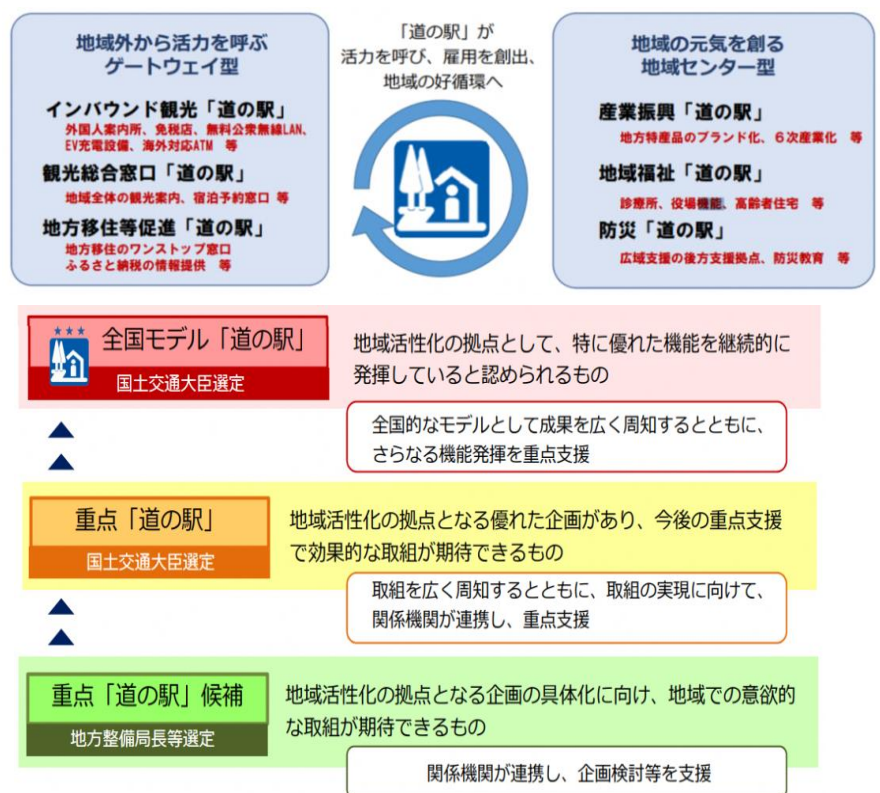 地域外から活力を呼ぶ
ゲートウェイ型
インバウンド観光「道の駅」
外国人案内所、免税店、無料公衆無線LAN、
EV充電設備、海外対応ATM 等
観光総合窓口「道の駅」
地域全体の観光案内、宿泊予約窓口 等
地方移住等促進「道の駅」
地方移住のワンストップ窓口
ふるさと納税の情報提供 等
「道の駅」が
活力を呼び、雇用を創出、
地域の好循環へ
地域の元気を創る
地域センター型
産業振興「道の駅」
地方特産品のブランド化、６次産業化 等
地域福祉「道の駅」
診療所、役場機能、高齢者住宅 等
防災「道の駅」
広域支援の後方支援拠点、防災教育 等
全国モデル「道の駅」
国土交通大臣選定
地域活性化の拠点として、特に優れた機能を継続的に
発揮していると認められるもの
全国的なモデルとして成果を広く周知するとともに、
さらなる機能発揮を重点支援
重点「道の駅」
国土交通大臣選定
地域活性化の拠点となる優れた企画があり、今後の重点支援
で効果的な取組が期待できるもの
取組を広く周知するとともに、取組の実現に向けて、
関係機関が連携し、重点支援
重点「道の駅」候補
地方整備局長等選定
地域活性化の拠点となる企画の具体化に向け、地域での意欲的
な取組が期待できるもの
関係機関が連携し、企画検討等を支援